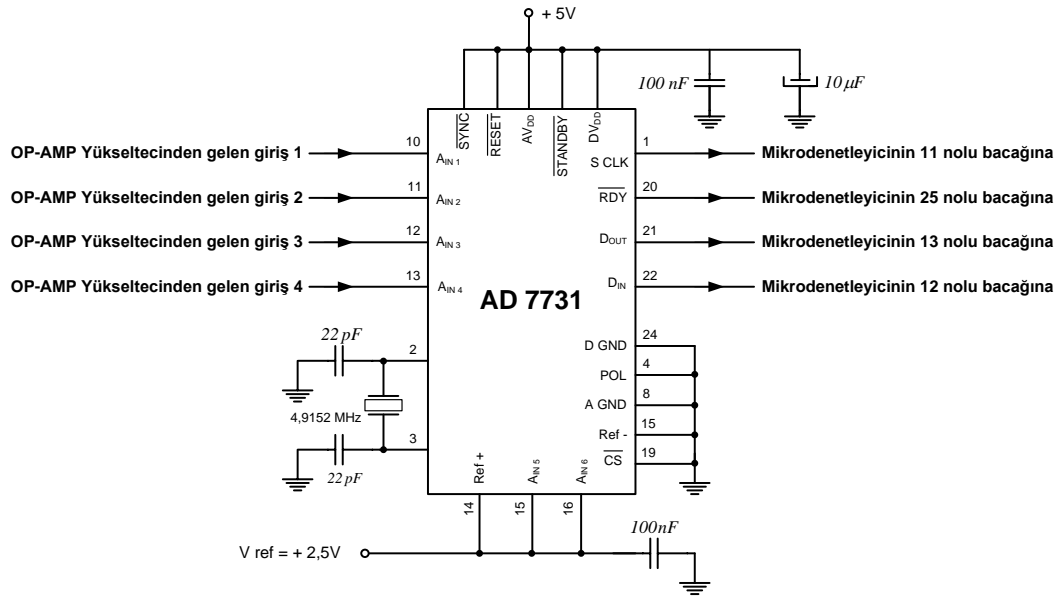 + 5V
100 nF
10 µF
SYNC
RESET
AVDD
STANDBY
DVDD
OP-AMP Yükseltecinden gelen giriş 1
10
AIN 1
S CLK
1
Mikrodenetleyicinin 11 nolu bacağına
OP-AMP Yükseltecinden gelen giriş 2
11
AIN 2
RDY
20
Mikrodenetleyicinin 25 nolu bacağına
OP-AMP Yükseltecinden gelen giriş 3
12
AIN 3
DOUT
21
Mikrodenetleyicinin 13 nolu bacağına
OP-AMP Yükseltecinden gelen giriş 4
13
AIN 4
DIN
22
Mikrodenetleyicinin 12 nolu bacağına
AD 7731
22 pF
2
4,9152 MHz
3
22 pF
D GND
24
POL
4
A GND
8
Ref -
15
CS
19
Ref +
AIN 5
AIN 6
14
15
16
V ref = + 2,5V
100nF